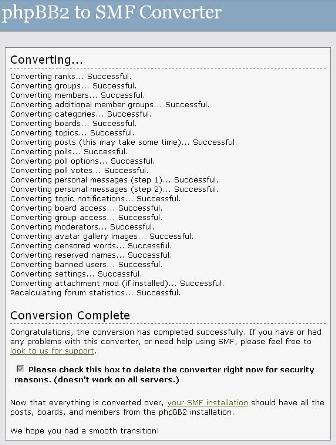 phpBB2 to SMF Converter
Converting...
Converting ranks... Successful.
Converting groups... Successful.
Converting members... Successful.
Converting additional member groups... Successful.
Converting categories... Successful.
Converting boards... Successful.
Converting topics... Successful.
Converting posts (this may take some time)... Successful.
Converting polls... Successful.
Converting poll options... Successful.
Converting poll votes... Successful.
Converting personal messages (step 1)... Successful.
Converting personal messages (step 2)... Successful.
Converting topic notifications... Successful.
Converting board access... Successful.
Converting group access... Successful.
Converting moderators... Successful.
Converting avatar gallery images... Successful.
Converting censored words... Successful.
Converting reserved names... Successful.
Converting banned users... Successful.
Converting settings... Successful.
Converting attachment mod (if installed)... Successful.
Recalculating forum statistics... Successful.
Conversion Complete
Congratulations, the conversion has completed successfully. If you have or had
any problems with this converter, or need help using SMF, please feel free to
look to us for support.
Please check this box to delete the converter right now for security
reasons. (doesn't work on all servers.)
Now that everything is converted over, your SMF installation should have all the
posts, boards, and members from the phpBB2 installation.
We hope you had a smooth transition!